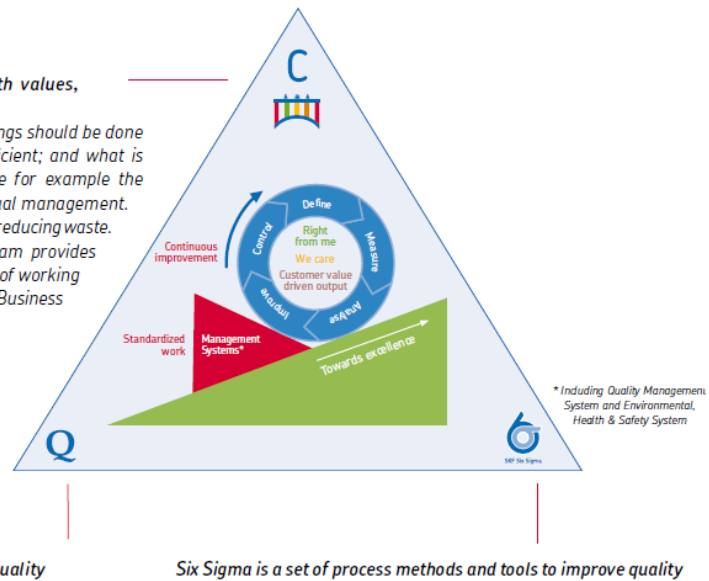 C
th values,
ngs should be done
icient; and what is
e for example the
ual management.
reducing waste.
am provides
of working
Business
Continuous
improvement
Define
Measure
Analyse
Improve
Control
Right
from me
We care
Customer value
driven output
Standardized
work
Management
Systems*
Towards excellence
* Including Quality Management
System and Environmental,
Health & Safety System
Q
6
SKF Six Sigma
uality
Six Sigma is a set of process methods and tools to improve quality